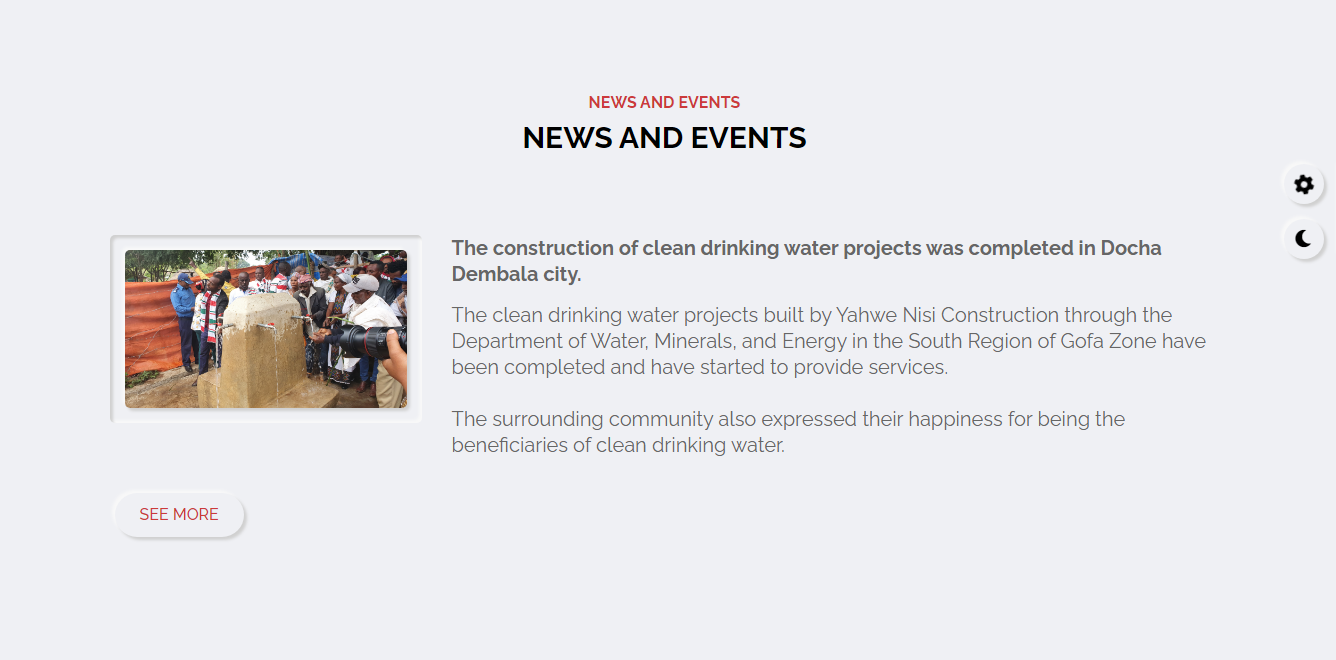 NEWS AND EVENTS
NEWS AND EVENTS
The construction of clean drinking water projects was completed in Docha
Dembala city.
The clean drinking water projects built by Yahwe Nisi Construction through the
Department of Water, Minerals, and Energy in the South Region of Gofa Zone have
been completed and have started to provide services.
The surrounding community also expressed their happiness for being the
beneficiaries of clean drinking water.
SEE MORE